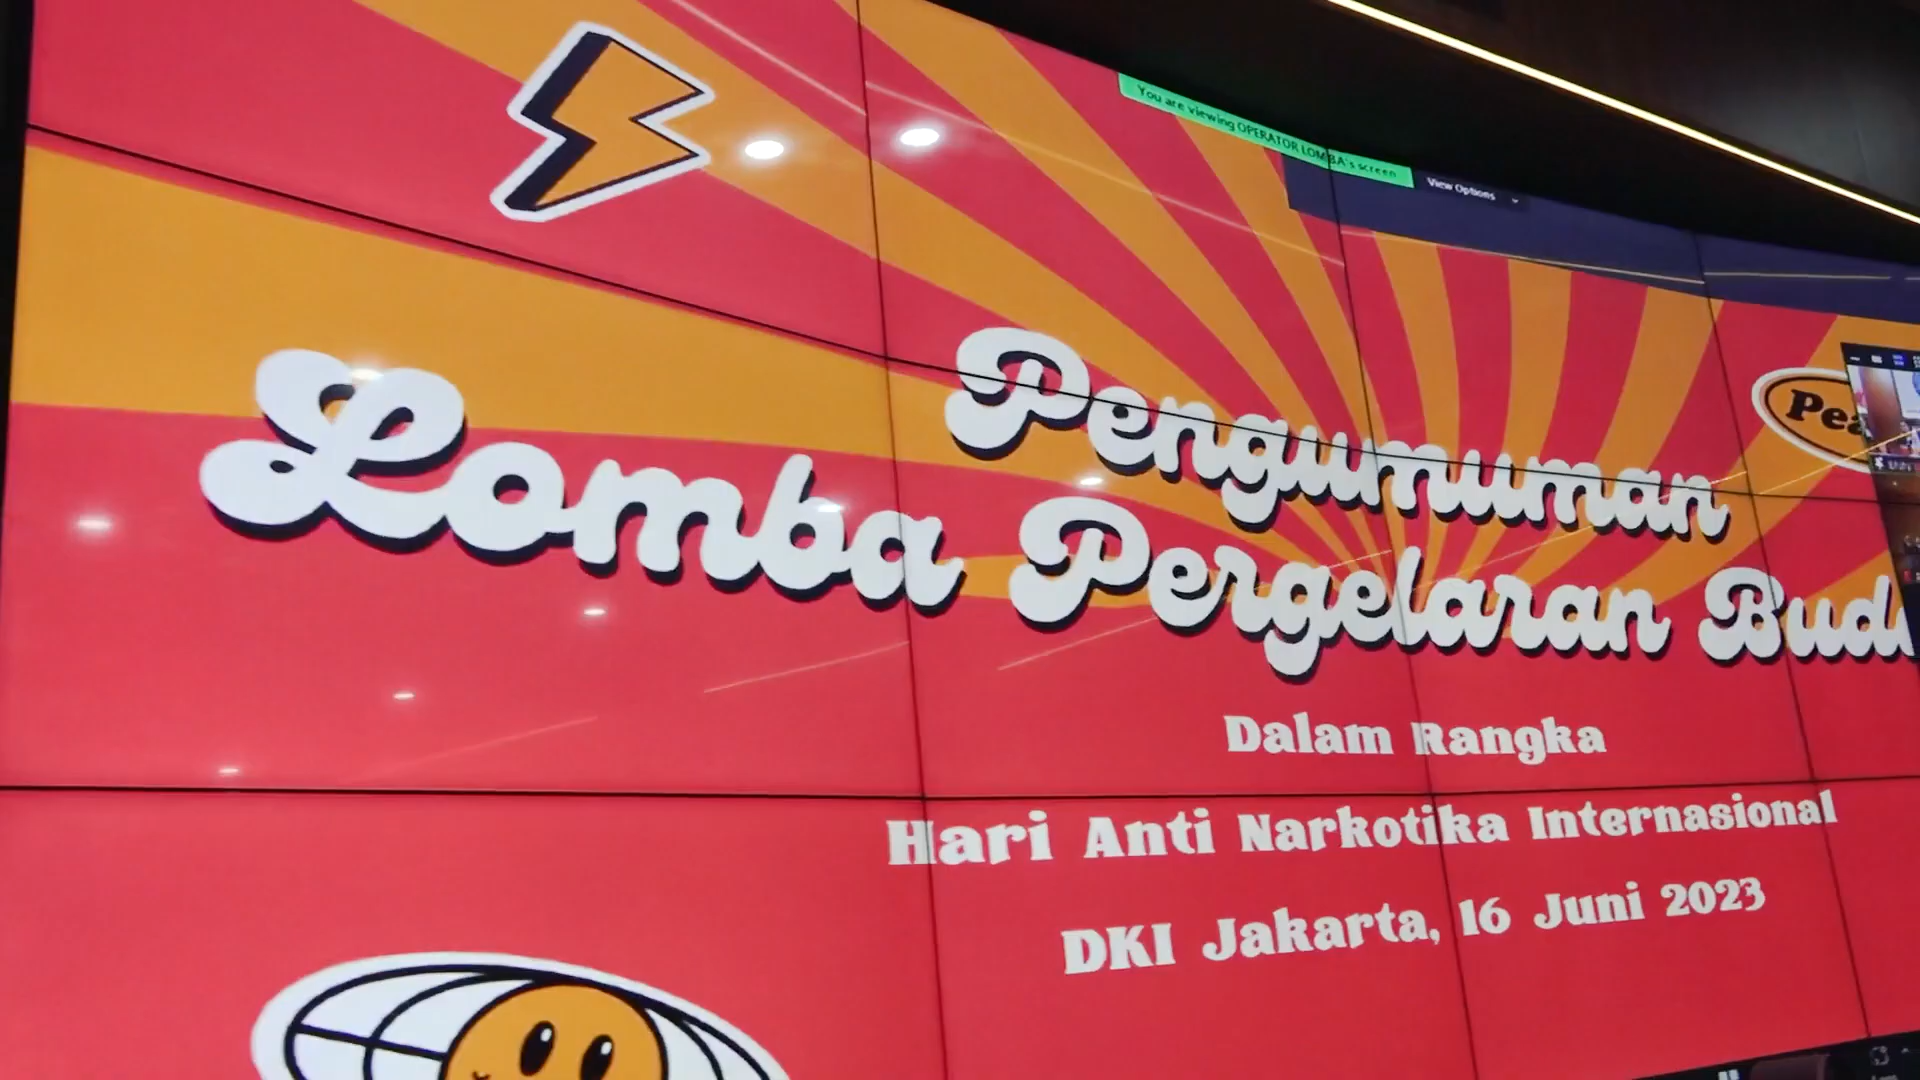 You are viewing OPERATOR LOMBA's screen
View Options
Pengumuman
Lomba Pergelaran Bud
Dalam Rangka
Hari Anti Narkotika Internasional
DKI Jakarta, 16 Juni 2023